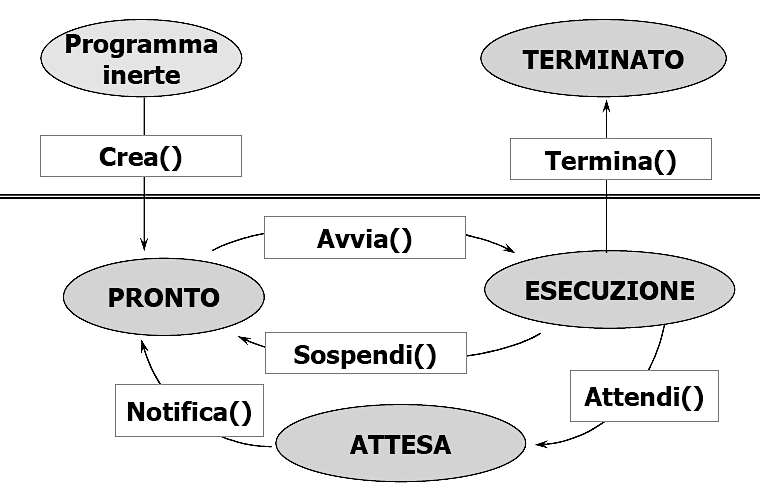 Programma
inerte
TERMINATO
Crea()
Termina()
Avvia()
PRONTO
ESECUZIONE
Sospendi()
Notifica()
Attendi()
ATTESA